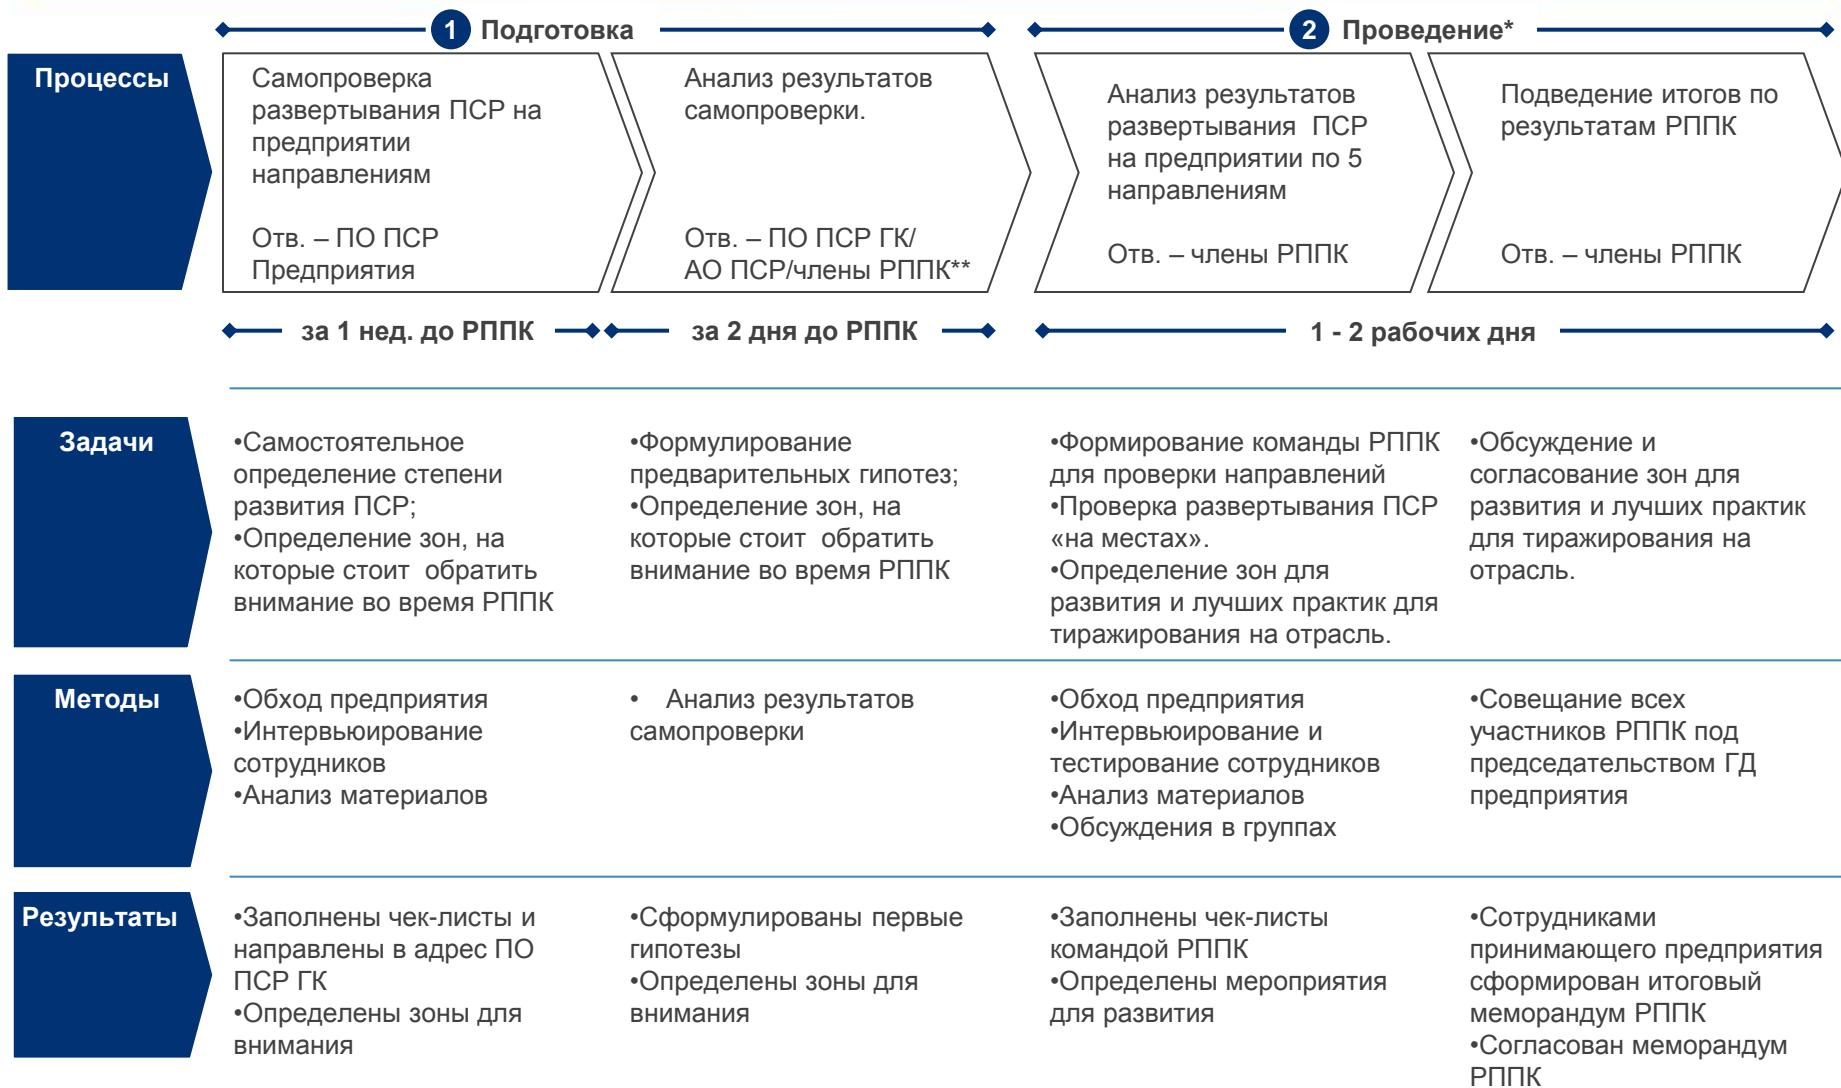 1 Подготовка
2 Проведение*
Процессы
Самопроверка
развертывания ПСР на
предприятии
направлениям
Отв. – ПО ПСР
Предприятия
Анализ результатов
самопроверки.
Отв. – ПО ПСР ГК/
АО ПСР/члены РППК**
Анализ результатов
развертывания ПСР
на предприятии по 5
направлениям
Отв. – члены РППК
Подведение итогов по
результатам РППК
Отв. – члены РППК
за 1 нед. до РППК
за 2 дня до РППК
1 - 2 рабочих дня
Задачи
•Самостоятельное
определение степени
развития ПСР;
•Определение зон, на
которые стоит обратить
внимание во время РППК
•Формулирование
предварительных гипотез;
•Определение зон, на
которые стоит обратить
внимание во время РППК
•Формирование команды РППК
для проверки направлений
•Проверка развертывания ПСР
«на местах».
•Определение зон для
развития и лучших практик для
тиражирования на отрасль.
•Обсуждение и
согласование зон для
развития и лучших практик
для тиражирования на
отрасль.
Методы
•Обход предприятия
•Интервьюирование
сотрудников
•Анализ материалов
• Анализ результатов
самопроверки
•Обход предприятия
•Интервьюирование и
тестирование сотрудников
•Анализ материалов
•Обсуждения в группах
•Совещание всех
участников РППК под
председательством ГД
предприятия
Результаты
•Заполнены чек-листы и
направлены в адрес ПО
ПСР ГК
•Определены зоны для
внимания
•Сформулированы первые
гипотезы
•Определены зоны для
внимания
•Заполнены чек-листы
командой РППК
•Определены мероприятия
для развития
•Сотрудниками
принимающего предприятия
сформирован итоговый
меморандум РППК
•Согласован меморандум
РППК